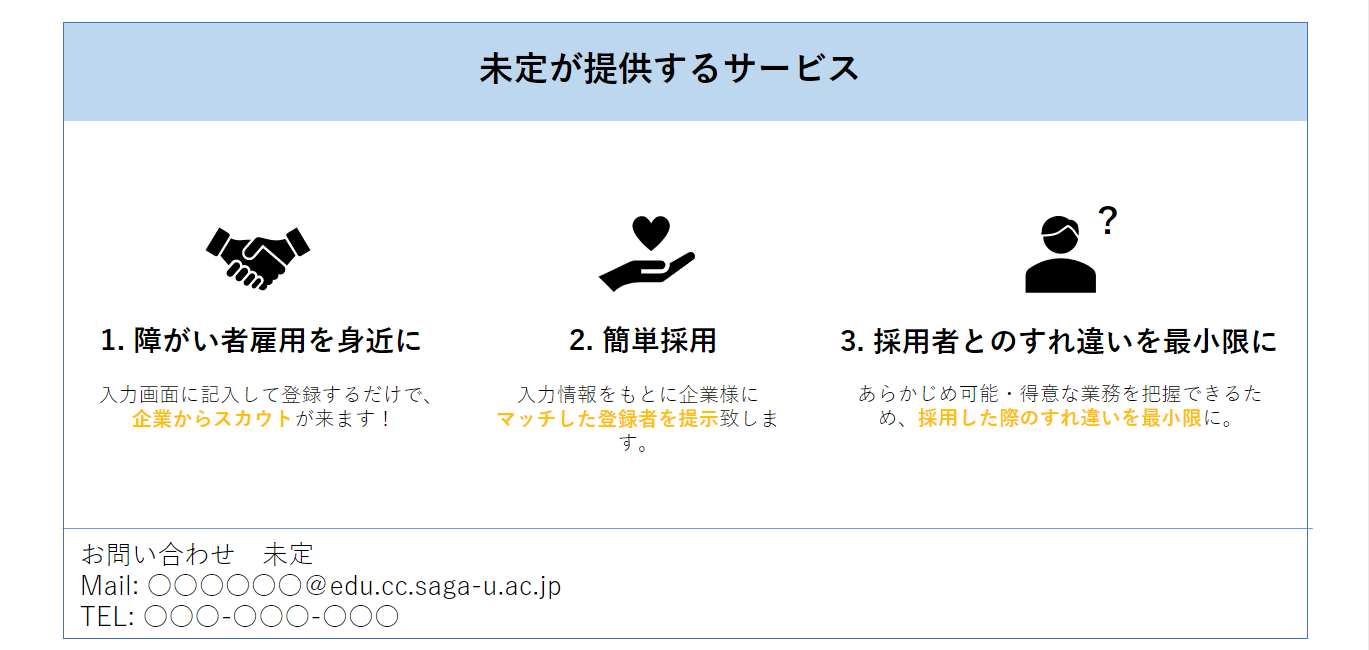 未定が提供するサービス
?
1. 障がい者雇用を身近に
入力画面に記入して登録するだけで、
企業からスカウトが来ます！
2. 簡単採用
入力情報をもとに企業様に
マッチした登録者を提示致しま
す。
3. 採用者とのすれ違いを最小限に
あらかじめ可能・得意な業務を把握できるた
め、採用した際のすれ違いを最小限に。
お問い合わせ　未定
Mail: 〇〇〇〇〇〇@edu.cc.saga-u.ac.jp
TEL: 〇〇〇-〇〇〇-〇〇〇